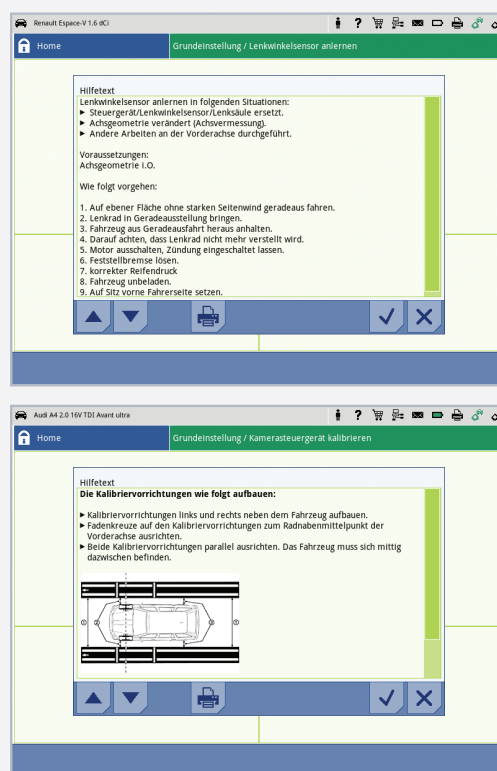 Renault Espace-V 1.6 dCi
Home
Grundeinstellung / Lenkwinkelsensor anlernen
Hilfetext
Lenkwinkelsensor anlernen in folgenden Situationen:
► Steuergerät/Lenkwinkelsensor/Lenksäule ersetzt.
► Achsgeometrie verändert (Achsvermessung).
► Andere Arbeiten an der Vorderachse durchgeführt.
Voraussetzungen:
Achsgeometrie i.O.
Wie folgt vorgehen:
1. Auf ebener Fläche ohne starken Seitenwind geradeaus fahren.
2. Lenkrad in Geradeausstellung bringen.
3. Fahrzeug aus Geradeausfahrt heraus anhalten.
4. Darauf achten, dass Lenkrad nicht mehr verstellt wird.
5. Motor ausschalten, Zündung eingeschaltet lassen.
6. Feststellbremse lösen.
7. korrekter Reifendruck
8. Fahrzeug unbeladen.
9. Auf Sitz vorne Fahrerseite setzen.
Audi A4 2.0 16V TDI Avant ultra
Home
Grundeinstellung / Kamerasteuergerät kalibrieren
Hilfetext
Die Kalibriervorrichtungen wie folgt aufbauen:
► Kalibriervorrichtungen links und rechts neben dem Fahrzeug aufbauen.
► Fadenkreuze auf den Kalibriervorrichtungen zum Radnabenmittelpunkt der
Vorderachse ausrichten.
► Beide Kalibriervorrichtungen parallel ausrichten. Das Fahrzeug muss sich mittig
dazwischen befinden.